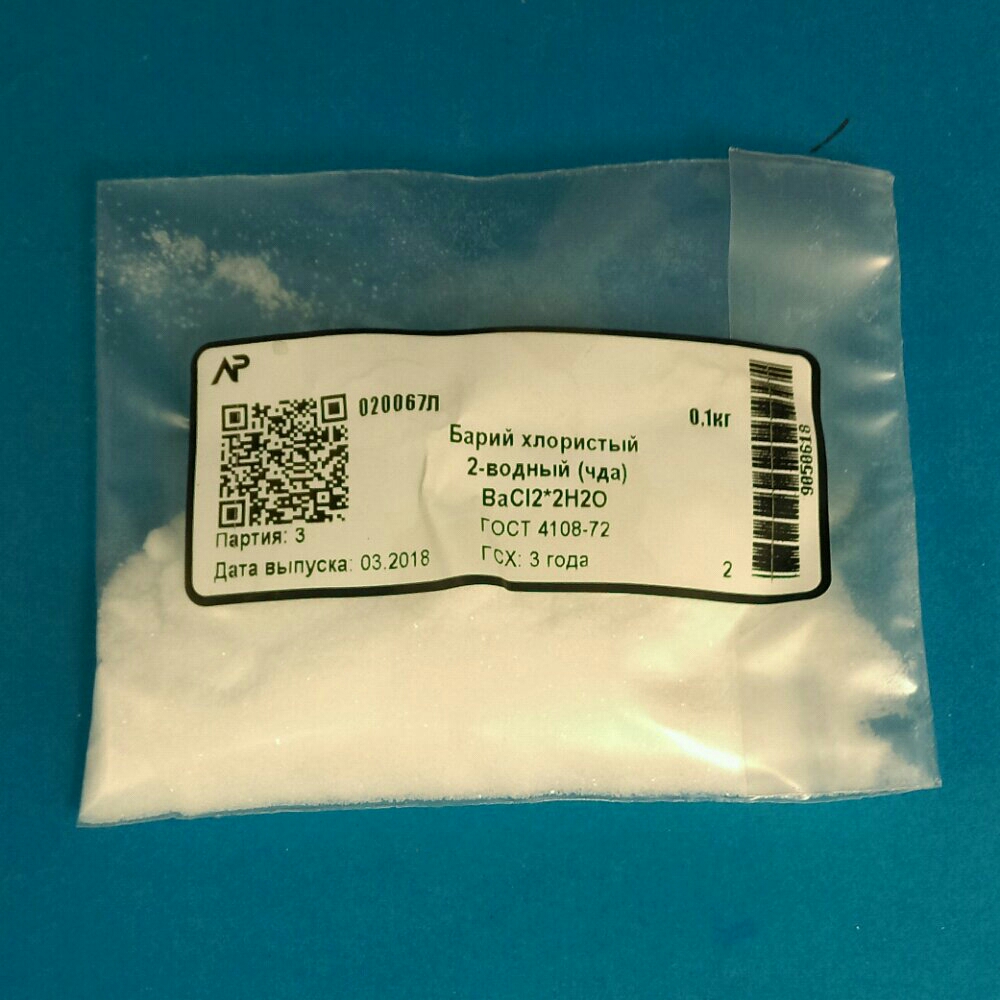 AP
020067Л
0,1кг
Барий хлористый
2-водный (чда)
BaCl2*2H2O
ГОСТ 4108-72
ГСХ: 3 года
Партия: 3
Дата выпуска: 03.2018
2
9050618